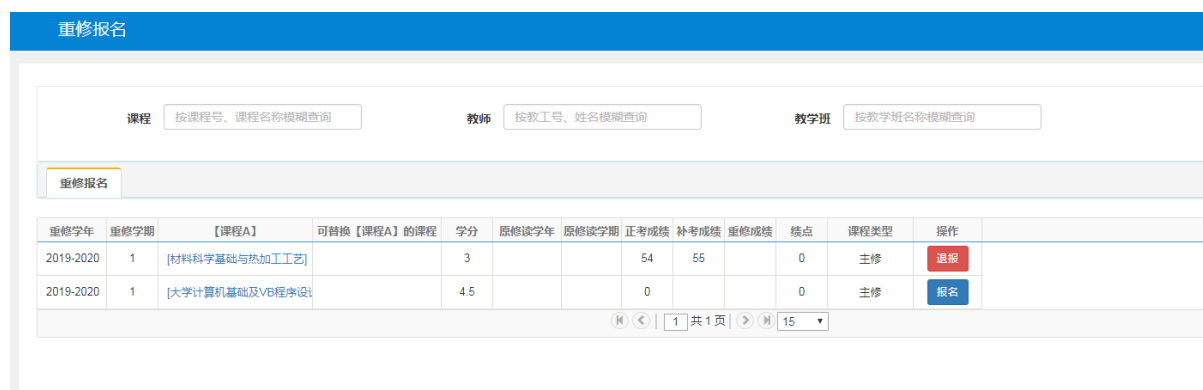 重修报名
课程 按课程号、课程名称模糊查询 教师 按教工号、姓名模糊查询 教学班 按教学班名称模糊查询
重修报名
重修学年 重修学期 【课程A】 可替换【课程A】的课程 学分 原修读学年 原修读学期 正考成绩 补考成绩 重修成绩 绩点 课程类型 操作
2019-2020 1 [材料科学基础与热加工工艺] 3 54 55 0 主修 退报
2019-2020 1 [大学计算机基础及VB程序设 4.5 0 0 主修 报名
1 共 1 页 15